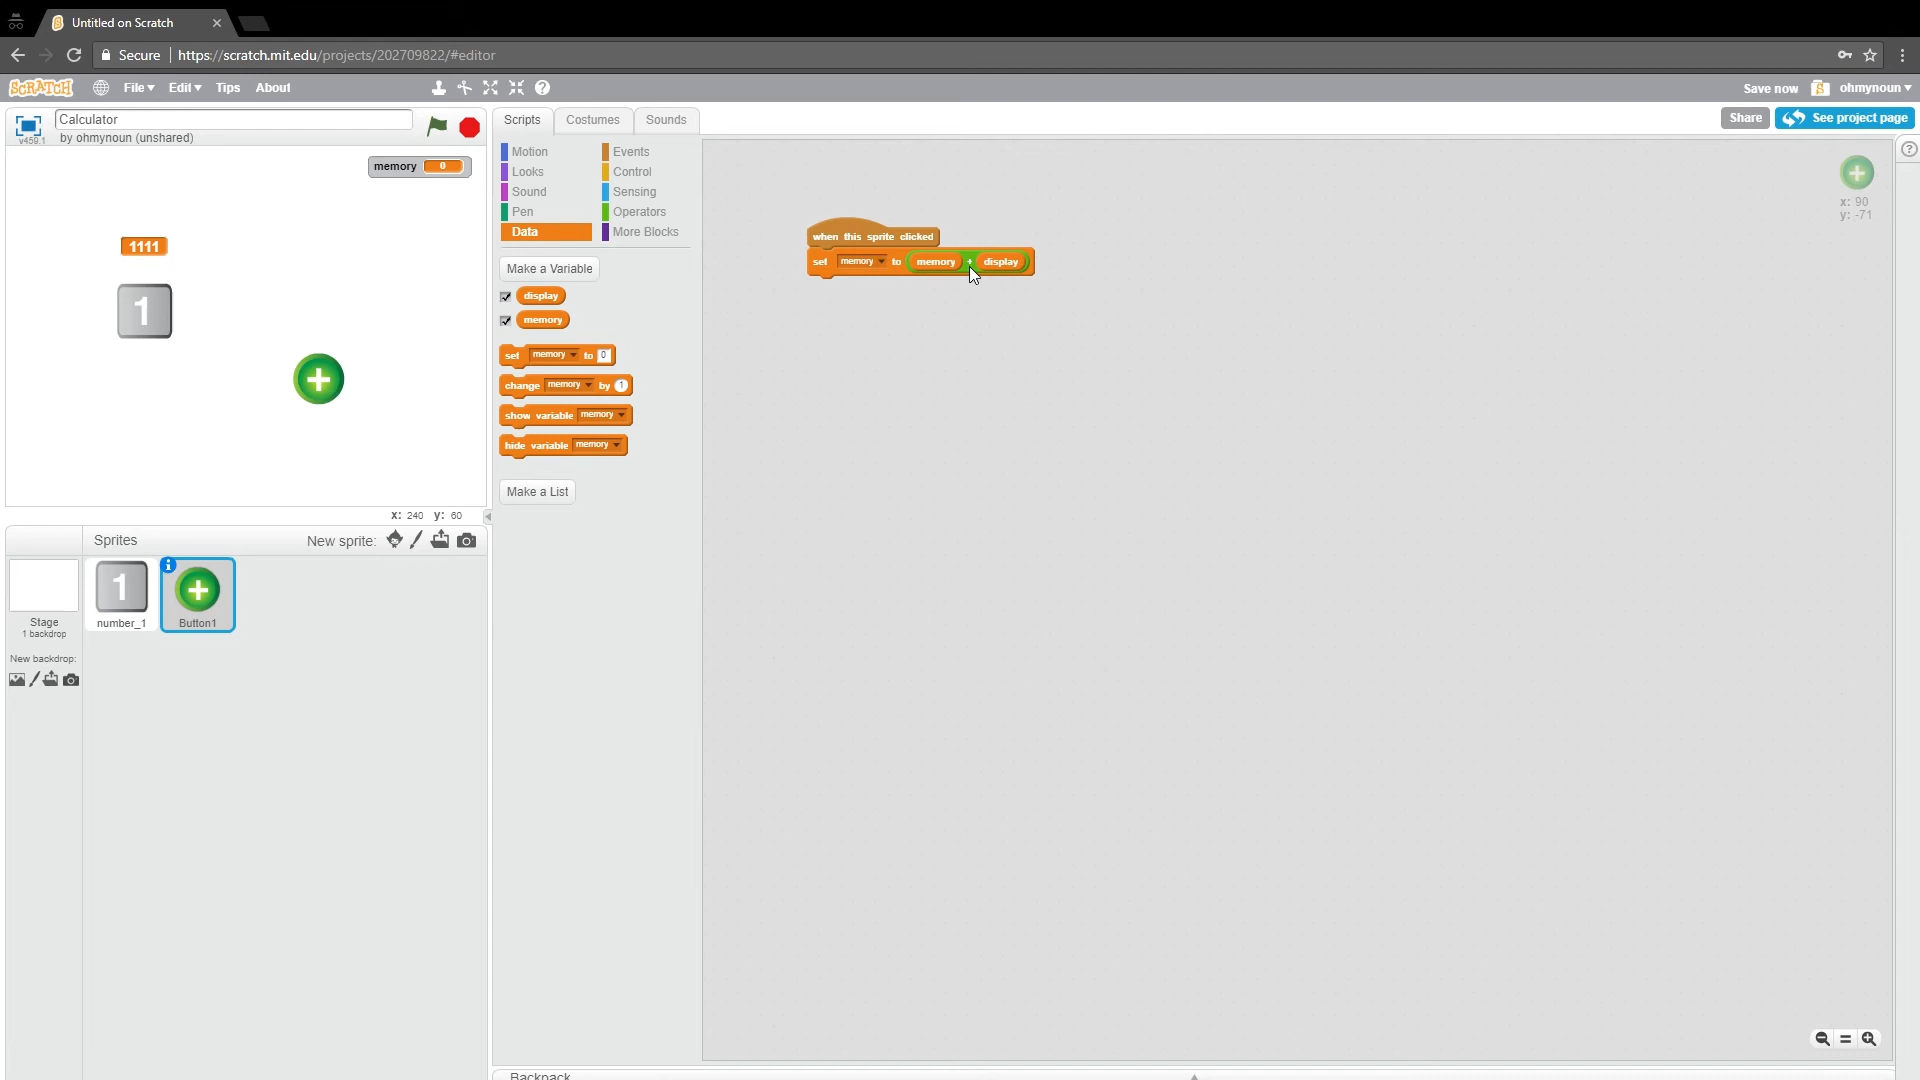 Untitled on Scratch
Secure https://scratch.mit.edu/projects/202709822/#editor
SCRATCH File Edit Tips About Save now ohmynoun
Calculator
by ohmynoun (unshared)
v459.1
Scripts Costumes Sounds
Share See project page
memory 0
1111
1
Motion Events
Looks Control
Sound Sensing
Pen Operators
Data More Blocks
Make a Variable
display
memory
set memory to 0
change memory by 1
show variable memory
hide variable memory
Make a List
when this sprite clicked
set memory to memory + display
x: 90
y: -71
x: 240 y: 60
Sprites New sprite:
Stage
1 backdrop
New backdrop:
1
number_1
Button1
Backpack